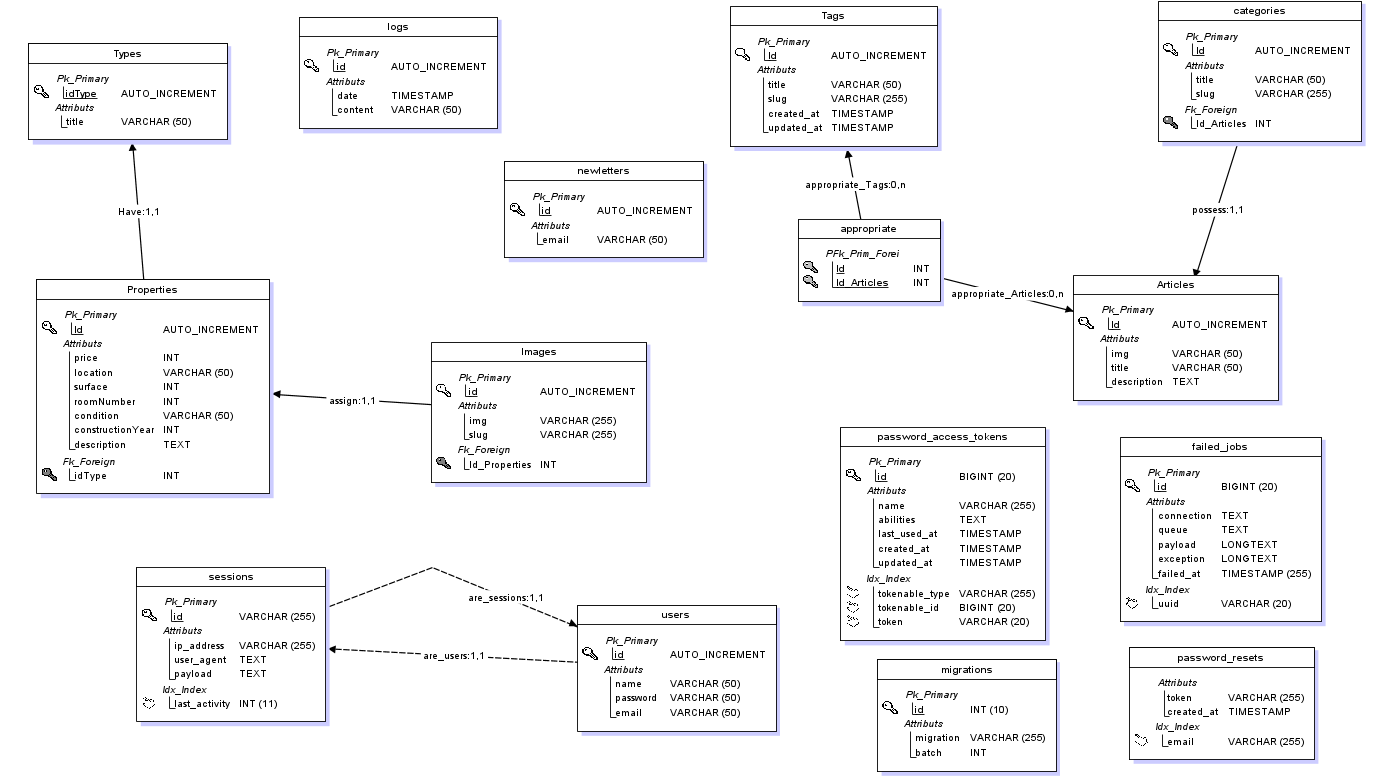 Types
Pk_Primary
idType AUTO_INCREMENT
Attributs
title VARCHAR (50)
logs
Pk_Primary
id AUTO_INCREMENT
Attributs
date TIMESTAMP
content VARCHAR (50)
Tags
Pk_Primary
Id AUTO_INCREMENT
Attributs
title VARCHAR (50)
slug VARCHAR (255)
created_at TIMESTAMP
updated_at TIMESTAMP
categories
Pk_Primary
Id AUTO_INCREMENT
Attributs
title VARCHAR (50)
slug VARCHAR (255)
Fk_Foreign
Id_Articles INT
newletters
Pk_Primary
id AUTO_INCREMENT
Attributs
email VARCHAR (50)
Have:1,1
appropriate_Tags:0,n
possess:1,1
appropriate
PFk_Prim_Forei
Id INT
Id_Articles INT
appropriate_Articles:0,n
Articles
Pk_Primary
Id AUTO_INCREMENT
Attributs
img VARCHAR (50)
title VARCHAR (50)
description TEXT
Properties
Pk_Primary
Id AUTO_INCREMENT
Attributs
price INT
location VARCHAR (50)
surface INT
roomNumber INT
condition VARCHAR (50)
constructionYear INT
description TEXT
Fk_Foreign
idType INT
assign:1,1
Images
Pk_Primary
id AUTO_INCREMENT
Attributs
img VARCHAR (255)
slug VARCHAR (255)
Fk_Foreign
Id_Properties INT
password_access_tokens
Pk_Primary
id BIGINT (20)
Attributs
name VARCHAR (255)
abilities TEXT
last_used_at TIMESTAMP
created_at TIMESTAMP
updated_at TIMESTAMP
Idx_Index
tokenable_type VARCHAR (255)
tokenable_id BIGINT (20)
token VARCHAR (20)
failed_jobs
Pk_Primary
id BIGINT (20)
Attributs
connection TEXT
queue TEXT
payload LONGTEXT
exception LONGTEXT
failed_at TIMESTAMP (255)
Idx_Index
uuid VARCHAR (20)
sessions
Pk_Primary
id VARCHAR (255)
Attributs
ip_address VARCHAR (255)
user_agent TEXT
payload TEXT
Idx_Index
last_activity INT (11)
are_sessions:1,1
are_users:1,1
users
Pk_Primary
id AUTO_INCREMENT
Attributs
name VARCHAR (50)
password VARCHAR (50)
email VARCHAR (50)
migrations
Pk_Primary
id INT (10)
Attributs
migration VARCHAR (255)
batch INT
password_resets
Attributs
token VARCHAR (255)
created_at TIMESTAMP
Idx_Index
email VARCHAR (255)